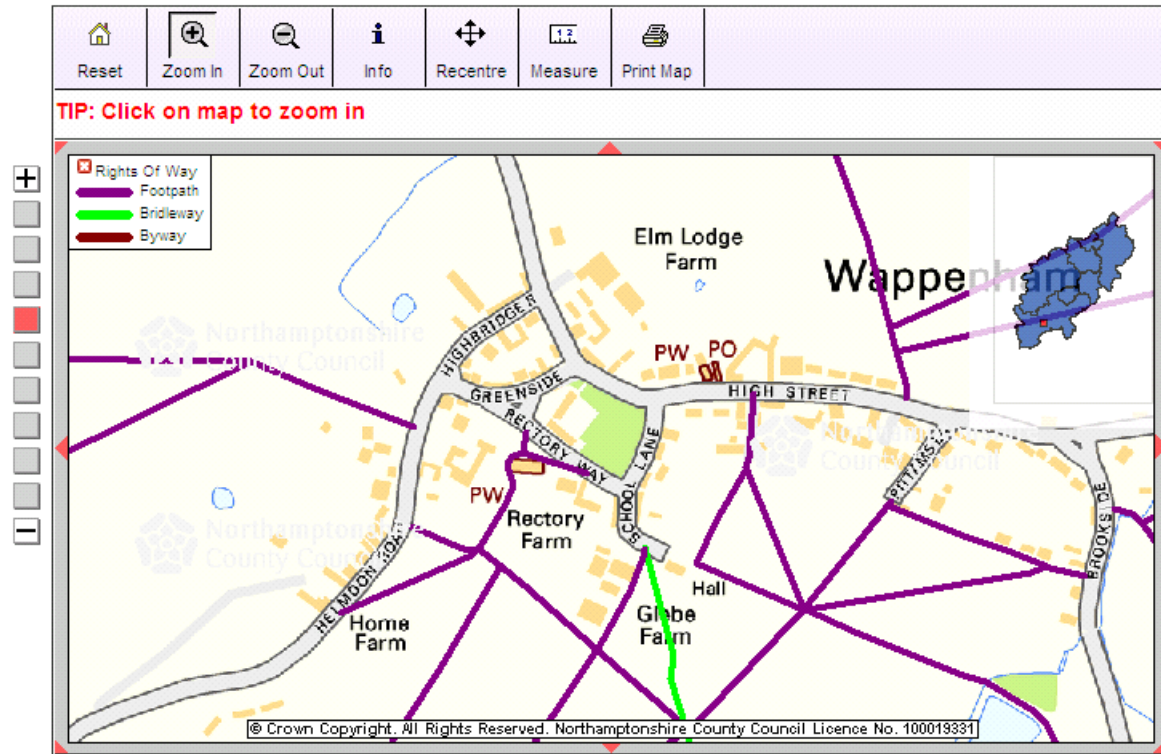 Reset Zoom In Zoom Out Info Recentre Measure Print Map
TIP: Click on map to zoom in
Rights Of Way
Footpath
Bridleway
Byway
Elm Lodge
Farm
Wappenham
Northamptonshire
County Council
HIGHBRIDGE R
PW PO
GREENSIDE
HIGH STREET
RECTORY WAY
SCHOOL LANE
Northamptonshire
County Council
PW
Rectory
Farm
BROOKSIDE
Northamptonshire
County Council
HELMDON ROAD
Hall
Home
Farm
Glebe
Farm
© Crown Copyright. All Rights Reserved. Northamptonshire County Council Licence No. 100019331